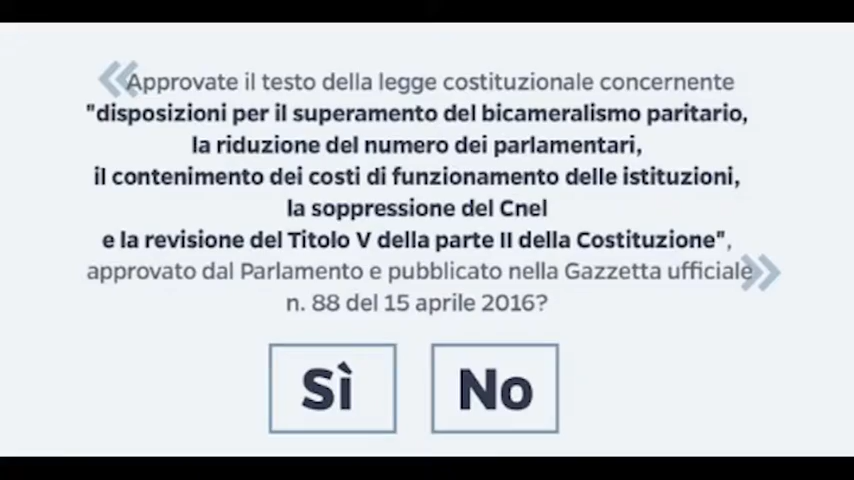 «Approvate il testo della legge costituzionale concernente
"disposizioni per il superamento del bicameralismo paritario,
la riduzione del numero dei parlamentari,
il contenimento dei costi di funzionamento delle istituzioni,
la soppressione del Cnel
e la revisione del Titolo V della parte II della Costituzione",
approvato dal Parlamento e pubblicato nella Gazzetta ufficiale»
n. 88 del 15 aprile 2016?
Sì No